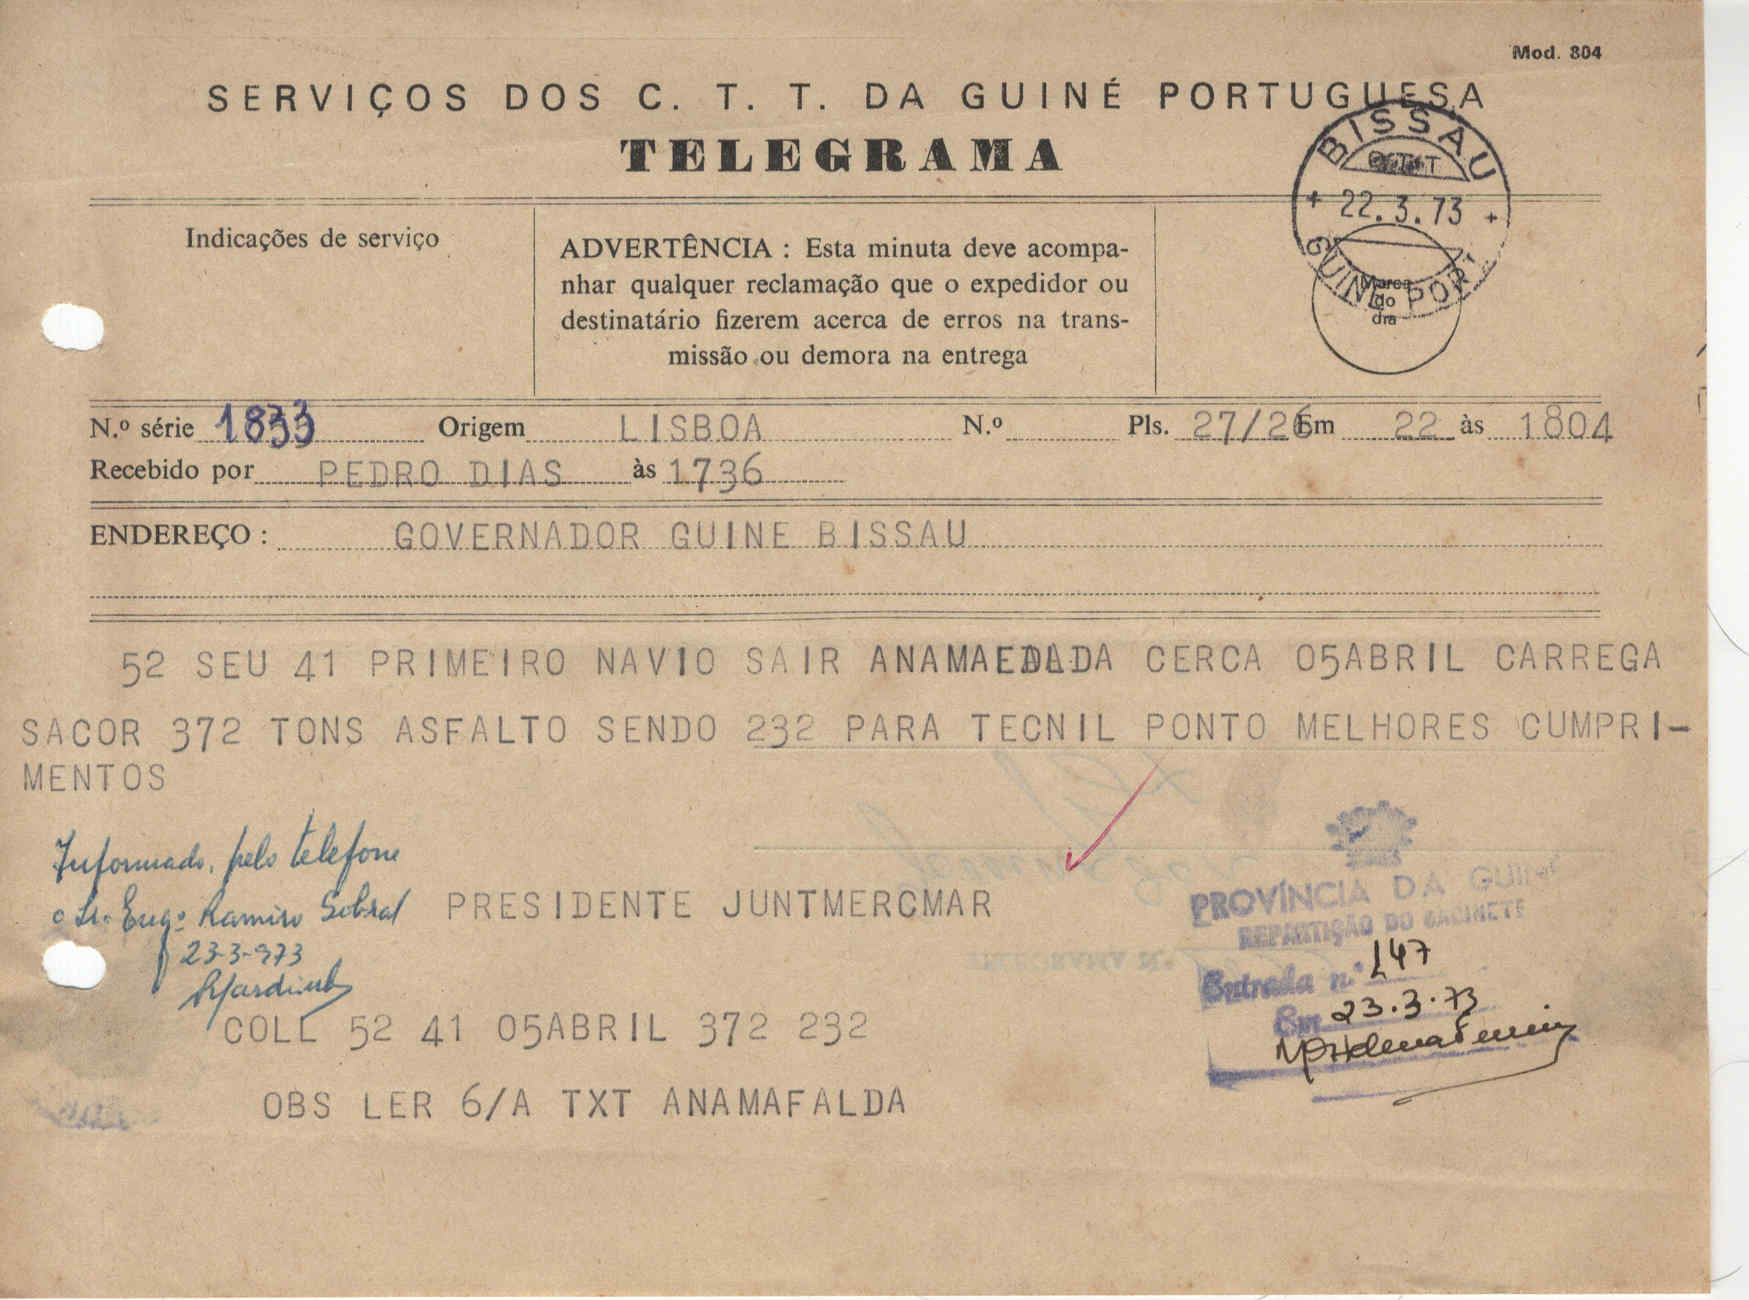 Mod. 804
SERVIÇOS DOS C. T. T. DA GUINÉ PORTUGUESA
TELEGRAMA
BISSAU
22.3.73
GUINÉ PORT.
Marca
do
dia
Indicações de serviço
ADVERTÊNCIA : Esta minuta deve acompa-
nhar qualquer reclamação que o expedidor ou
destinatário fizerem acerca de erros na trans-
missão ou demora na entrega
N.º série 1833 Origem LISBOA N.º Pls. 27/26 Em 22 às 1804
Recebido por PEDRO DIAS às 1736
ENDEREÇO : GOVERNADOR GUINE BISSAU
52 SEU 41 PRIMEIRO NAVIO SAIR CERCA 05ABRIL CARREGA
SACOR 372 TONS ASFALTO SENDO 232 PARA TECNIL PONTO MELHORES CUMPRI-
MENTOS
Informado, pelo telefone
o Sr. Engº Ramiro Sobral
23-3-973
PRESIDENTE JUNTMERCMAR
PROVÍNCIA DA GUINÉ
REPARTIÇÃO DO GABINETE
Entrada n.º 147
Em 23.3.73
COLL 52 41 05ABRIL 372 232
OBS LER 6/A TXT ANAMAFALDA